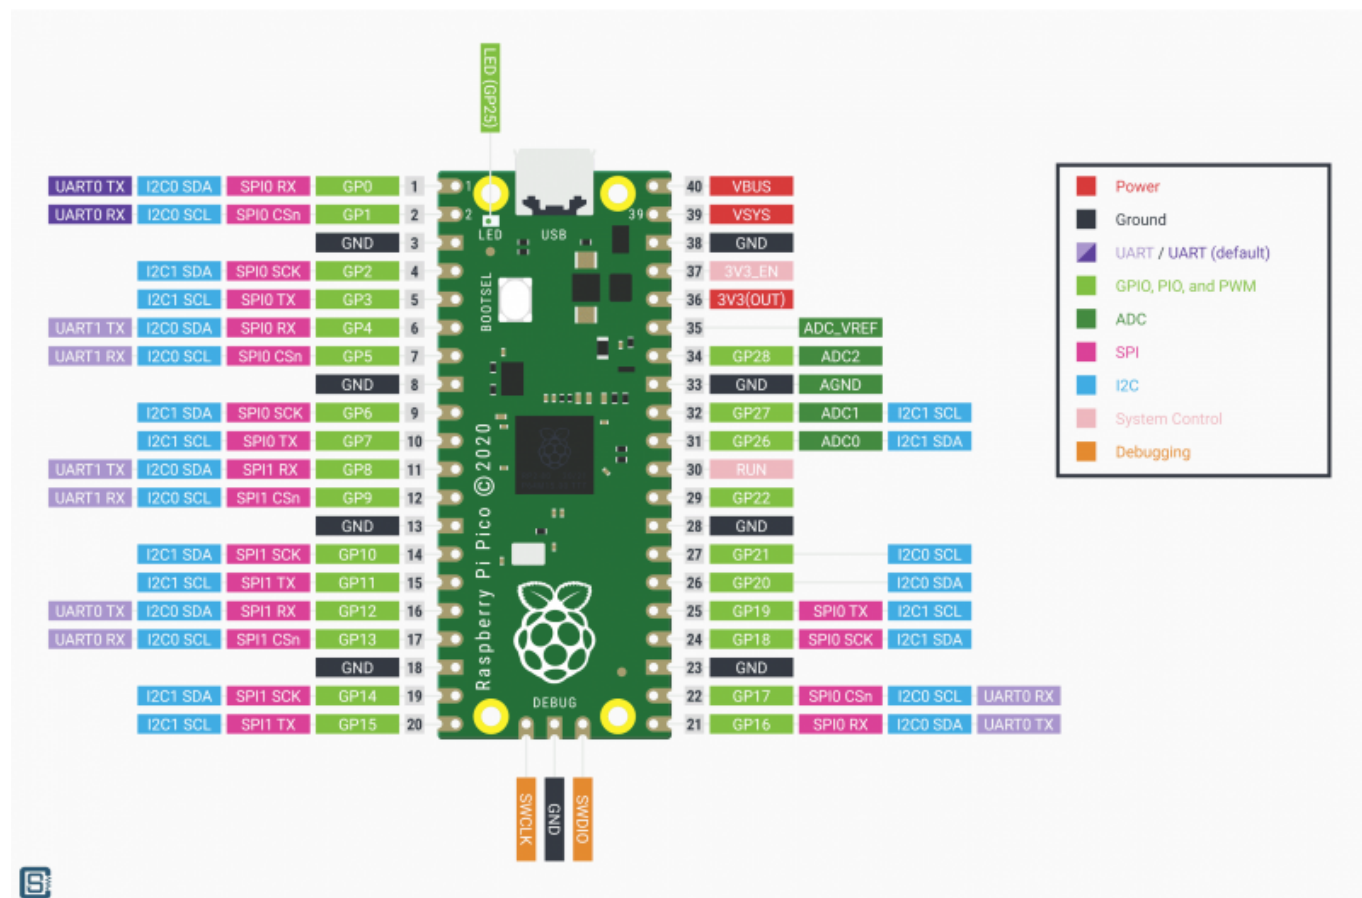 LED (GP25)
UART0 TX I2C0 SDA SPI0 RX GP0 1 1 40 VBUS
UART0 RX I2C0 SCL SPI0 CSn GP1 2 2 39 39 VSYS
GND 3 LED USB 38 GND
I2C1 SDA SPI0 SCK GP2 4 37 3V3_EN
I2C1 SCL SPI0 TX GP3 5 BOOTSEL 36 3V3(OUT)
UART1 TX I2C0 SDA SPI0 RX GP4 6 35 ADC_VREF
UART1 RX I2C0 SCL SPI0 CSn GP5 7 34 GP28 ADC2
GND 8 33 GND AGND
I2C1 SDA SPI0 SCK GP6 9 32 GP27 ADC1 I2C1 SCL
I2C1 SCL SPI0 TX GP7 10 31 GP26 ADC0 I2C1 SDA
UART1 TX I2C0 SDA SPI1 RX GP8 11 30 RUN
UART1 RX I2C0 SCL SPI1 CSn GP9 12 29 GP22
GND 13 28 GND
I2C1 SDA SPI1 SCK GP10 14 27 GP21 I2C0 SCL
I2C1 SCL SPI1 TX GP11 15 26 GP20 I2C0 SDA
UART0 TX I2C0 SDA SPI1 RX GP12 16 25 GP19 SPI0 TX I2C1 SCL
UART0 RX I2C0 SCL SPI1 CSn GP13 17 24 GP18 SPI0 SCK I2C1 SDA
GND 18 23 GND
I2C1 SDA SPI1 SCK GP14 19 22 GP17 SPI0 CSn I2C0 SCL UART0 RX
I2C1 SCL SPI1 TX GP15 20 21 GP16 SPI0 RX I2C0 SDA UART0 TX
Raspberry Pi Pico ©2020
DEBUG
SWCLK
GND
SWDIO
Power
Ground
UART / UART (default)
GPIO, PIO, and PWM
ADC
SPI
I2C
System Control
Debugging